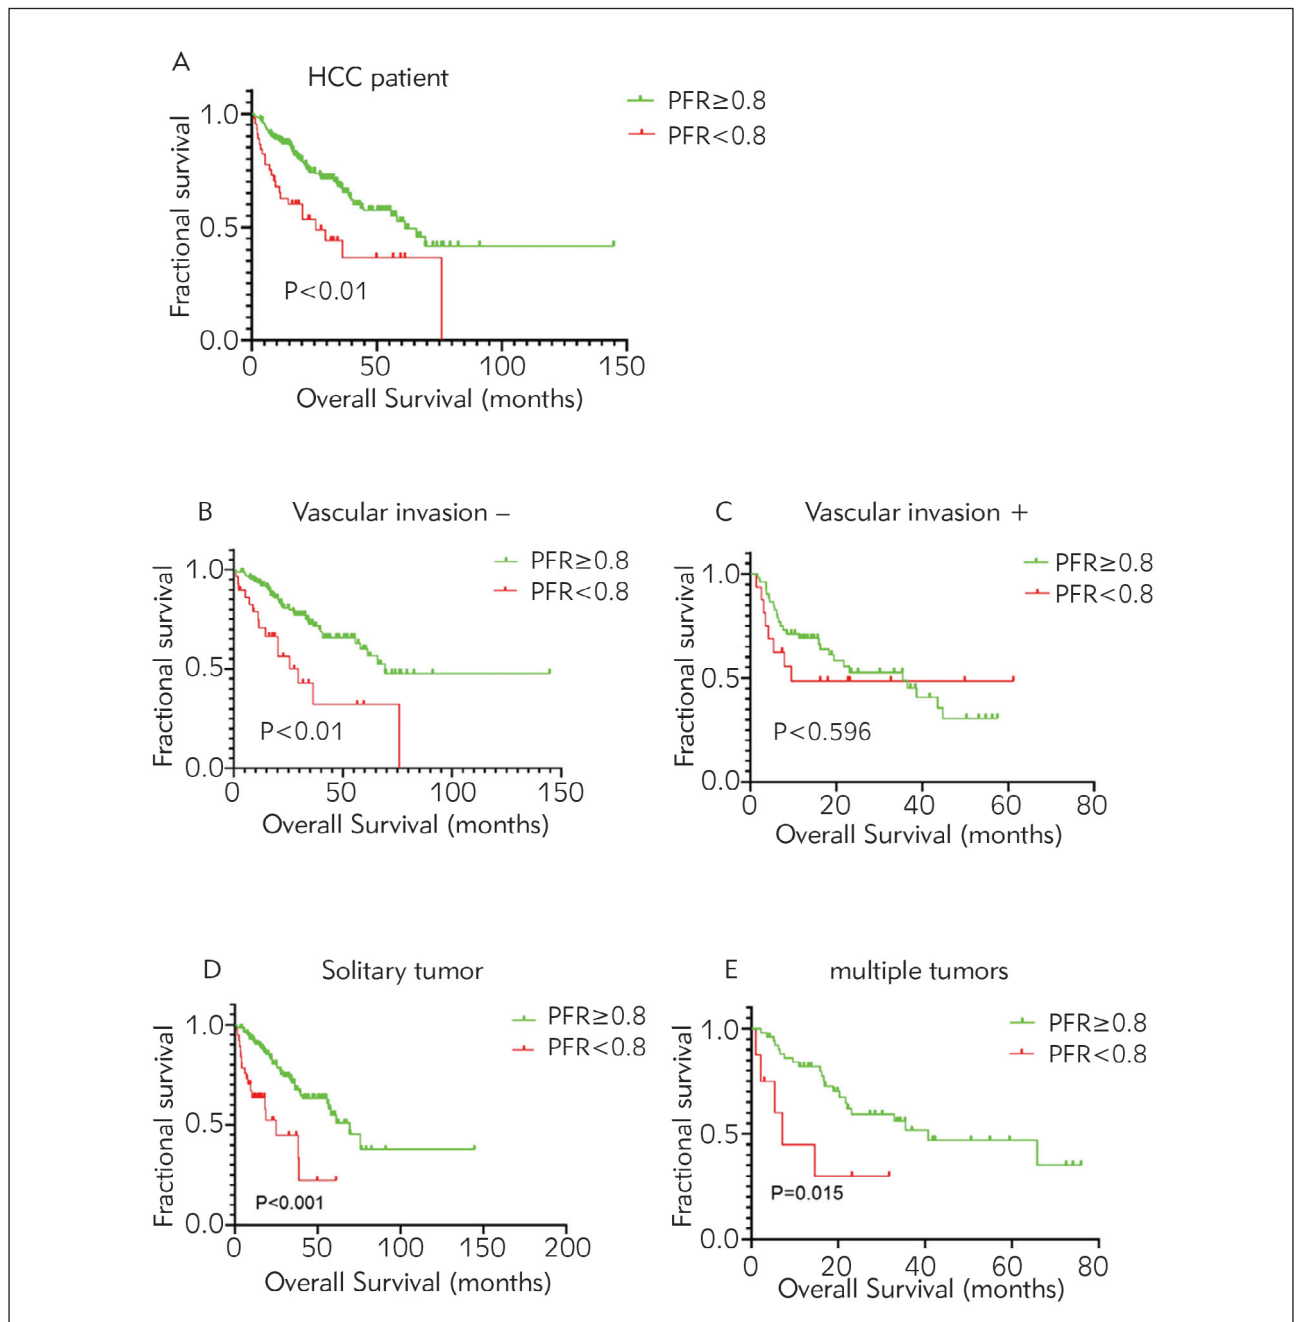 A
HCC patient
PFR≥0.8
PFR<0.8
1.0
0.5
0.0
Fractional survival
P<0.01
0 50 100 150
Overall Survival (months)
B
Vascular invasion –
PFR≥0.8
PFR<0.8
1.0
0.5
0.0
Fractional survival
P<0.01
0 50 100 150
Overall Survival (months)
C
Vascular invasion +
PFR≥0.8
PFR<0.8
1.0
0.5
0.0
Fractional survival
P<0.596
0 20 40 60 80
Overall Survival (months)
D
Solitary tumor
PFR≥0.8
PFR<0.8
1.0
0.5
0.0
Fractional survival
P<0.001
0 50 100 150 200
Overall Survival (months)
E
multiple tumors
PFR≥0.8
PFR<0.8
1.0
0.5
0.0
Fractional survival
P=0.015
0 20 40 60 80
Overall Survival (months)